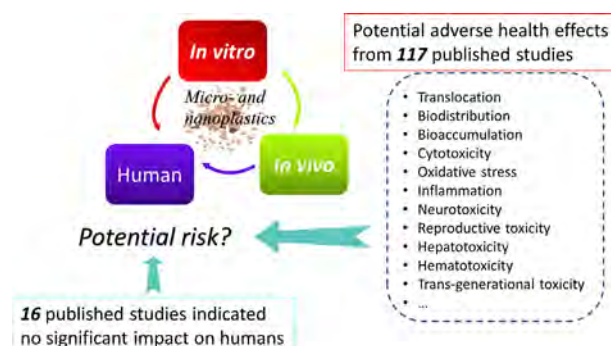 In vitro
Micro- and
nanoplastics
Human
In vivo
Potential risk?
16 published studies indicated
no significant impact on humans
Potential adverse health effects
from 117 published studies
• Translocation
• Biodistribution
• Bioaccumulation
• Cytotoxicity
• Oxidative stress
• Inflammation
• Neurotoxicity
• Reproductive toxicity
• Hepatotoxicity
• Hematotoxicity
• Trans-generational toxicity
• ...